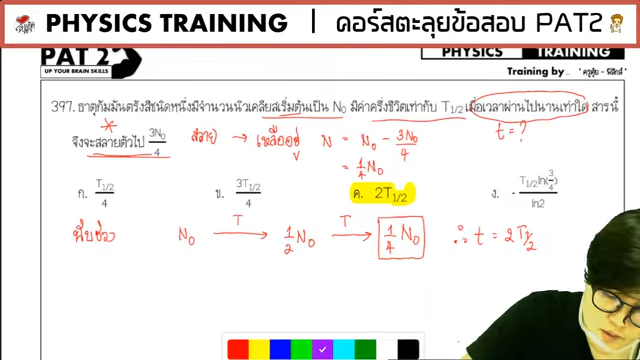 PHYSICS TRAINING | คอร์สตะลุยข้อสอบ PAT2
PAT 2
UP YOUR BRAIN SKILLS
PHYSICS TRAINING
Training by..
397. ธาตุกัมมันตรังสีชนิดหนึ่งมีจำนวนนิวเคลียสเริ่มต้นเป็น N₀ มีค่าครึ่งชีวิตเท่ากับ T1/2 เมื่อเวลาผ่านไปนานเท่าใด สารนี้
จึงจะสลายตัวไป 3N₀/4
สลาย → เหลืออยู่ N = N₀ - 3N₀/4
t = ?
= 1/4 N₀
ก. T1/2/4
ข. 3T1/2/4
ค. 2T1/2
ง. - T1/2 ln(3/4)/ln2
นับช่วง N₀ T→ 1/2 N₀ T→ 1/4 N₀ ∴ t = 2T1/2